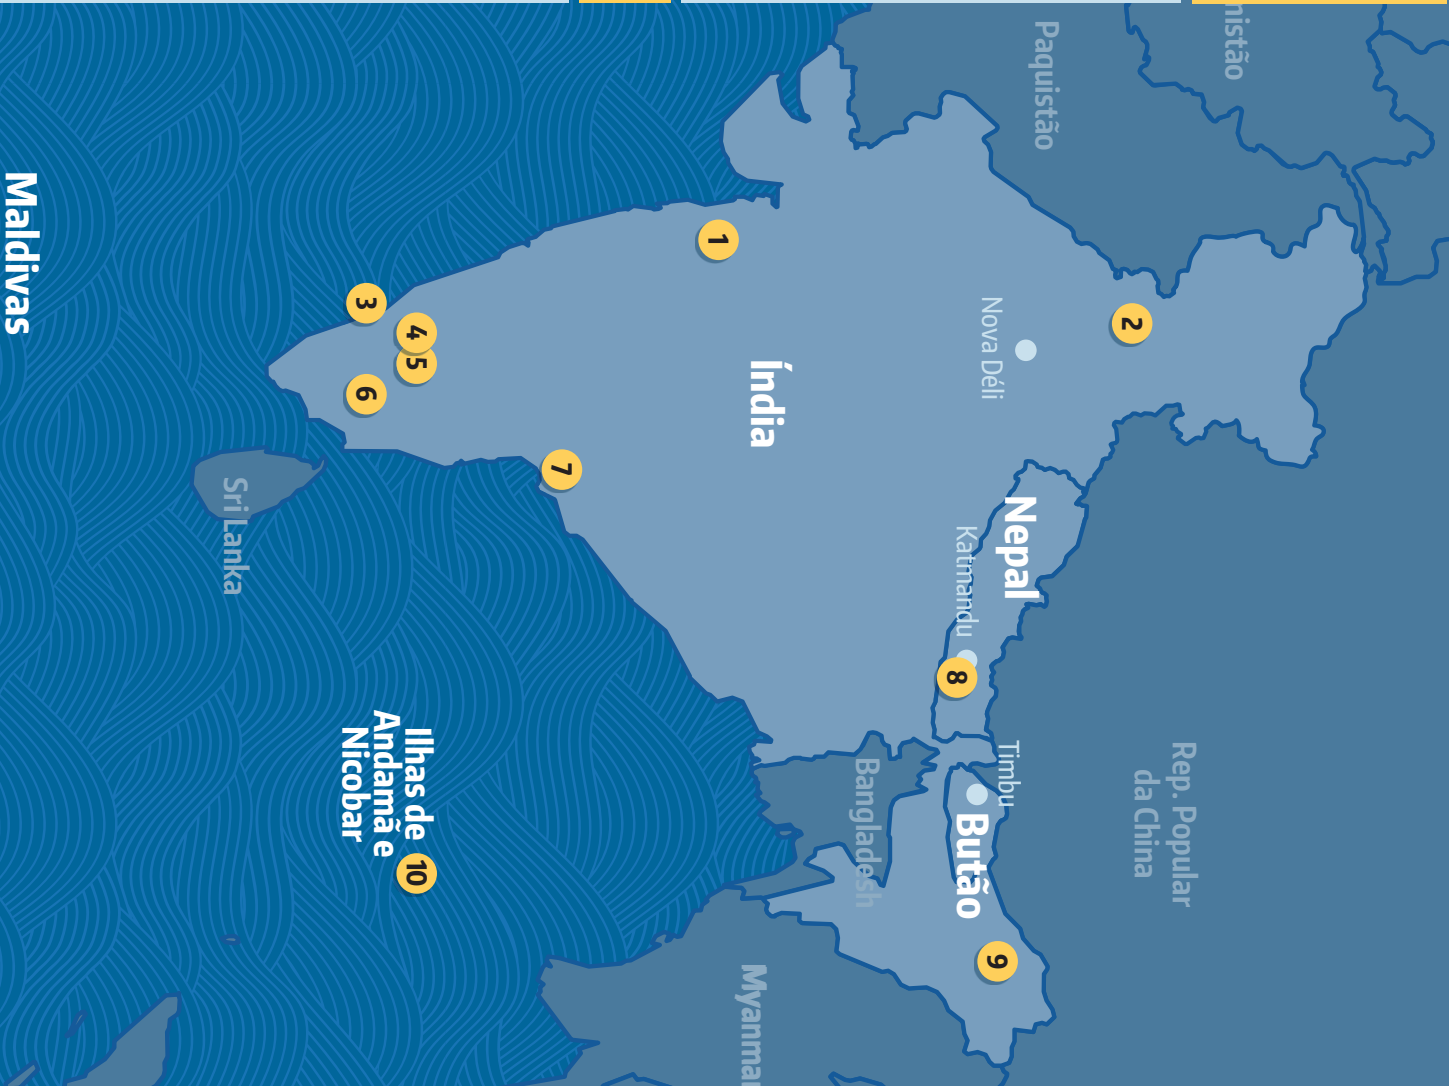 nistão
Paquistão
2
Rep. Popular
da China
Nova Déli
Nepal
Katmandu
8
Timbu
Butão
9
1
Índia
Bangladesh
Myanmar
7
3
4
5
6
Sri Lanka
Ilhas de
Andamã e
Nicobar
10
Maldivas